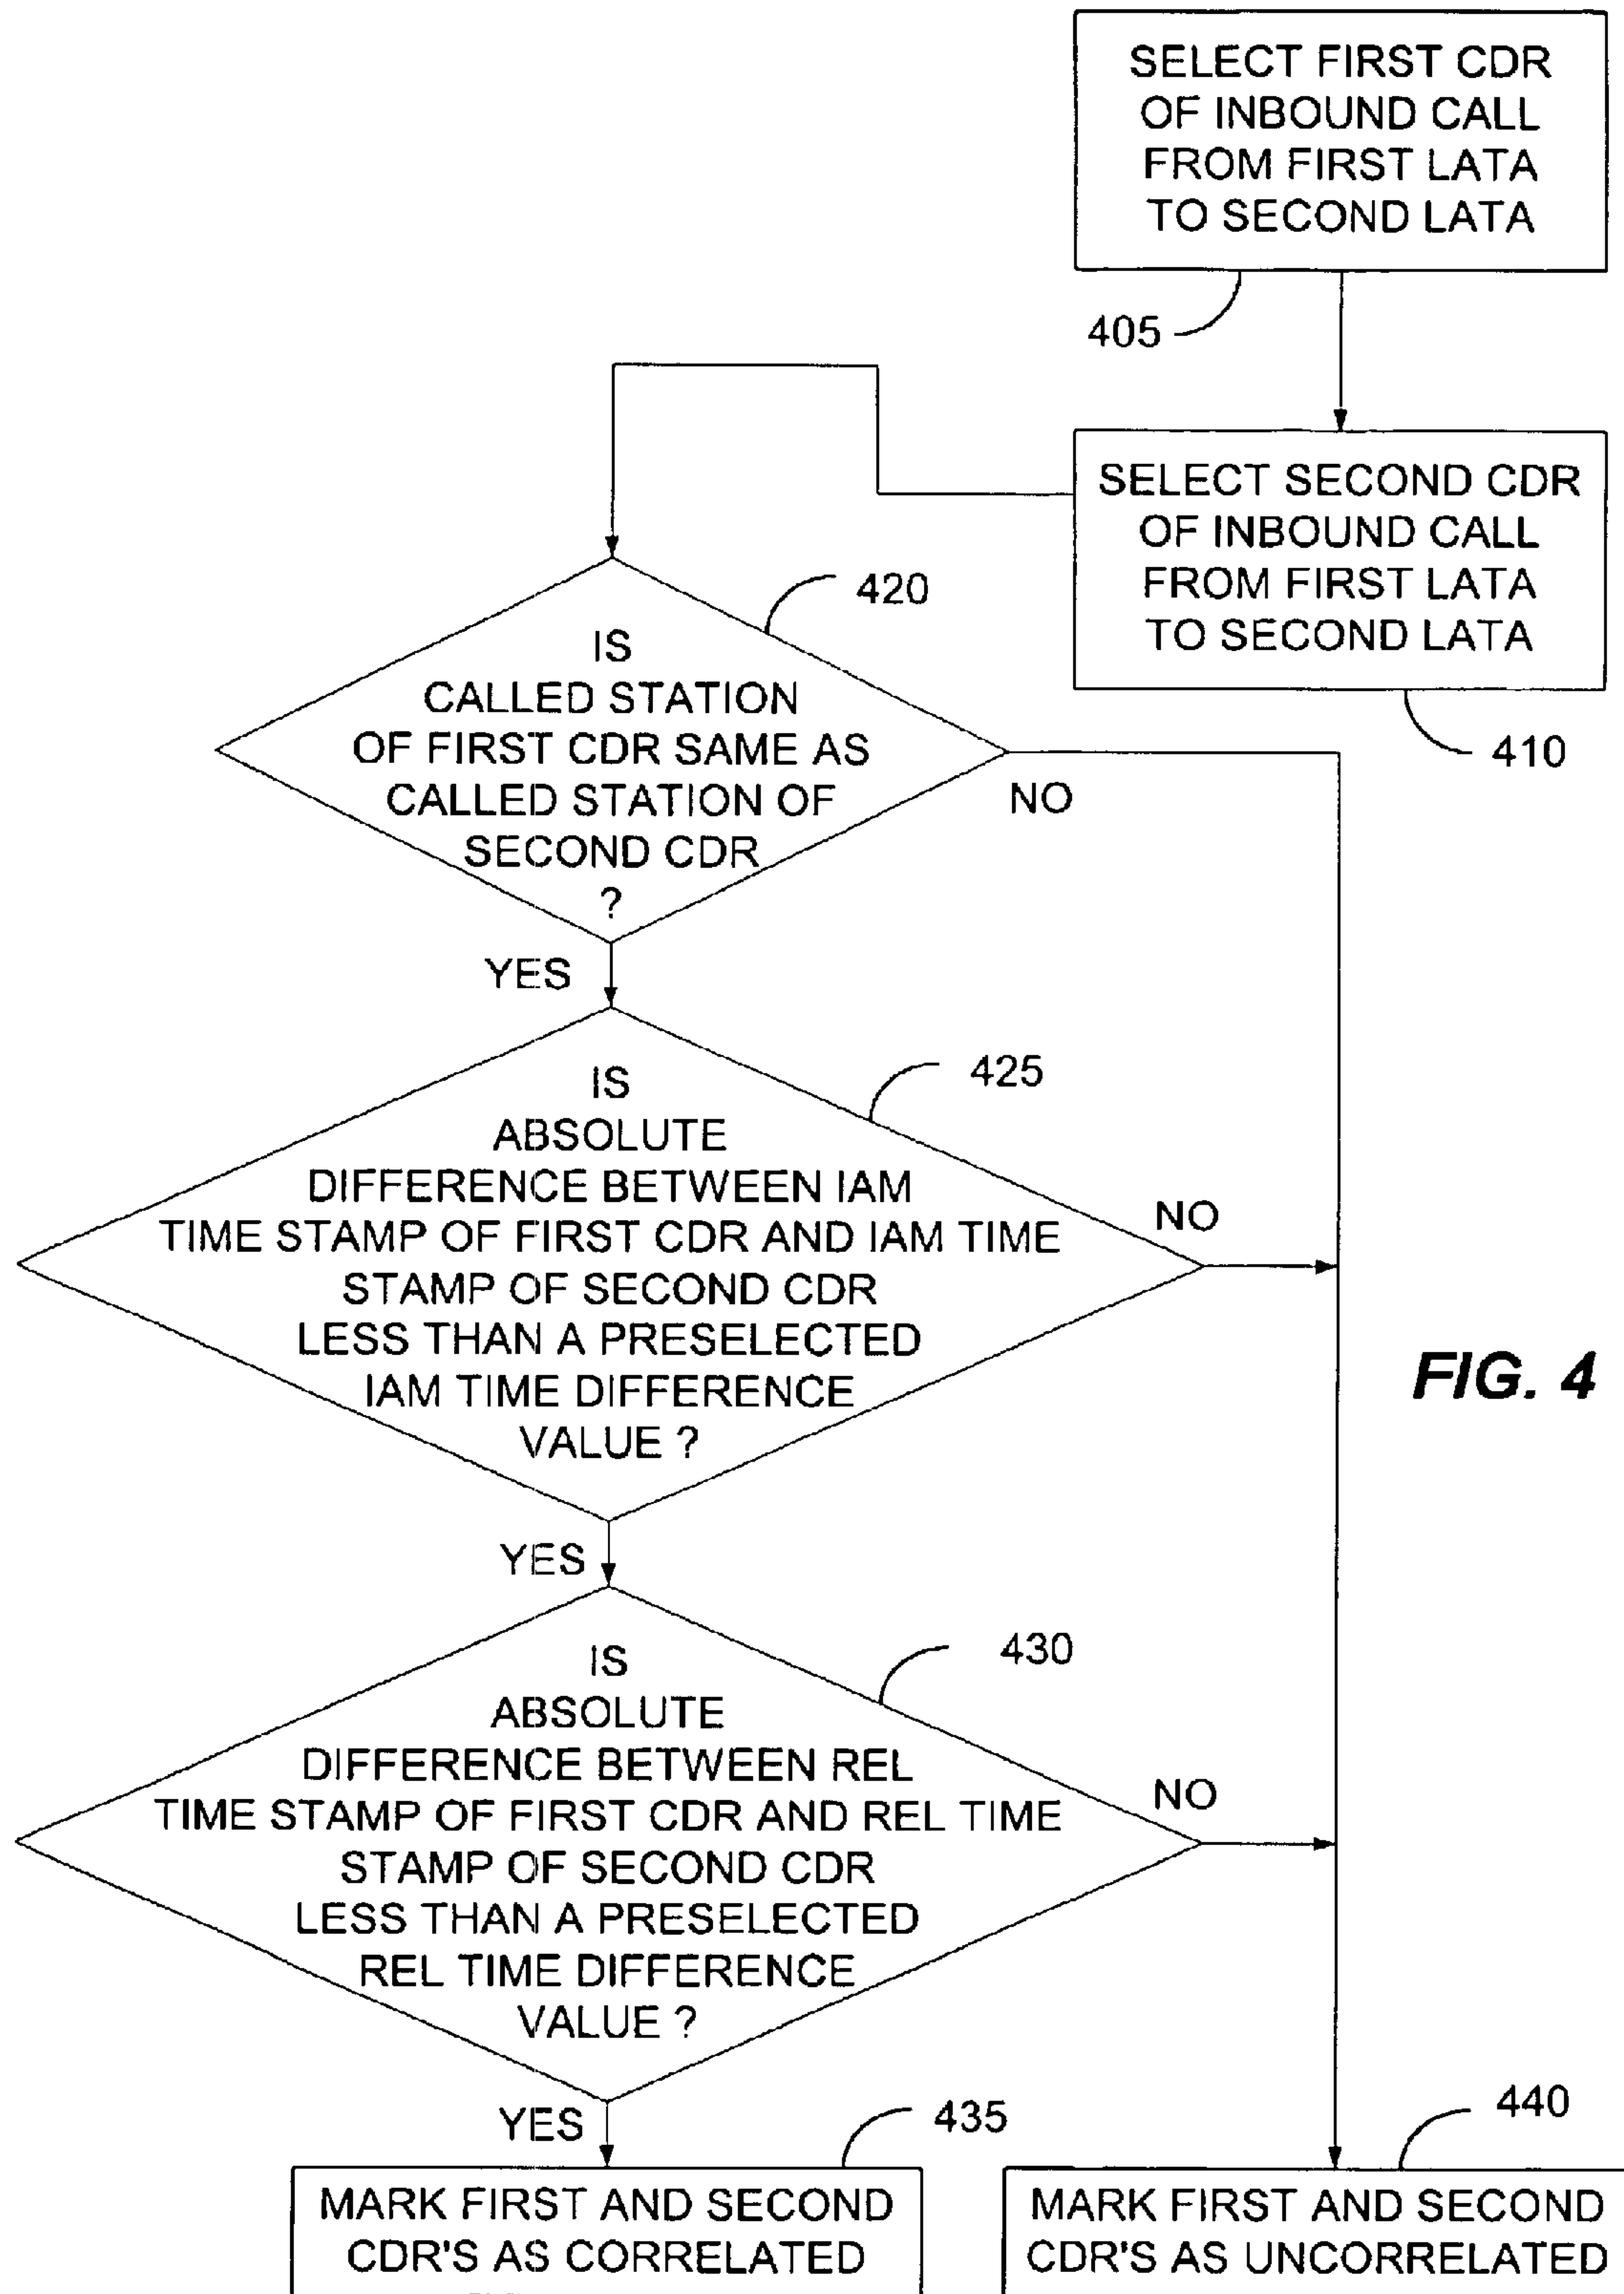 SELECT FIRST CDR
OF INBOUND CALL
FROM FIRST LATA
TO SECOND LATA
405
SELECT SECOND CDR
OF INBOUND CALL
FROM FIRST LATA
TO SECOND LATA
410
420
IS
CALLED STATION
OF FIRST CDR SAME AS
CALLED STATION OF
SECOND CDR
?
NO
YES
425
IS
ABSOLUTE
DIFFERENCE BETWEEN IAM
TIME STAMP OF FIRST CDR AND IAM TIME
STAMP OF SECOND CDR
LESS THAN A PRESELECTED
IAM TIME DIFFERENCE
VALUE ?
NO
FIG. 4
YES
430
IS
ABSOLUTE
DIFFERENCE BETWEEN REL
TIME STAMP OF FIRST CDR AND REL TIME
STAMP OF SECOND CDR
LESS THAN A PRESELECTED
REL TIME DIFFERENCE
VALUE ?
NO
YES
435
MARK FIRST AND SECOND
CDR'S AS CORRELATED
440
MARK FIRST AND SECOND
CDR'S AS UNCORRELATED